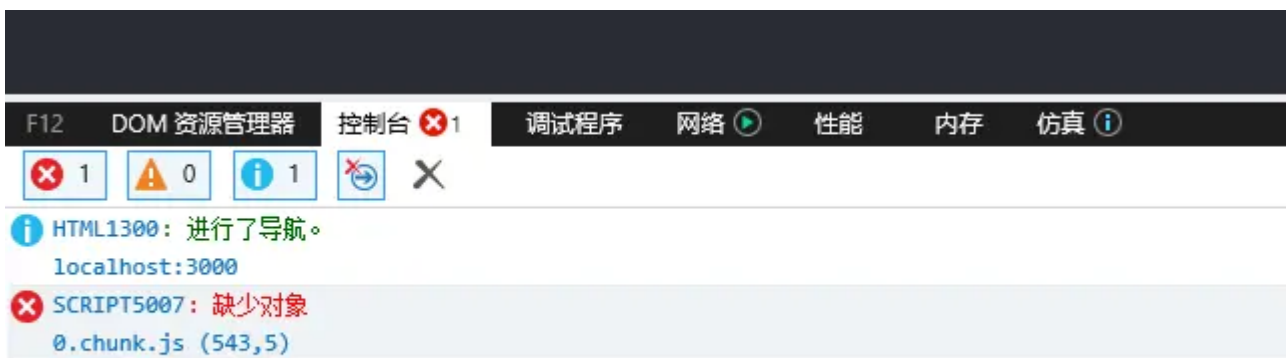 F12 DOM 资源管理器 控制台 1 调试程序 网络 性能 内存 仿真
1 0 1
HTML1300: 进行了导航。
localhost:3000
SCRIPT5007: 缺少对象
0.chunk.js (543,5)